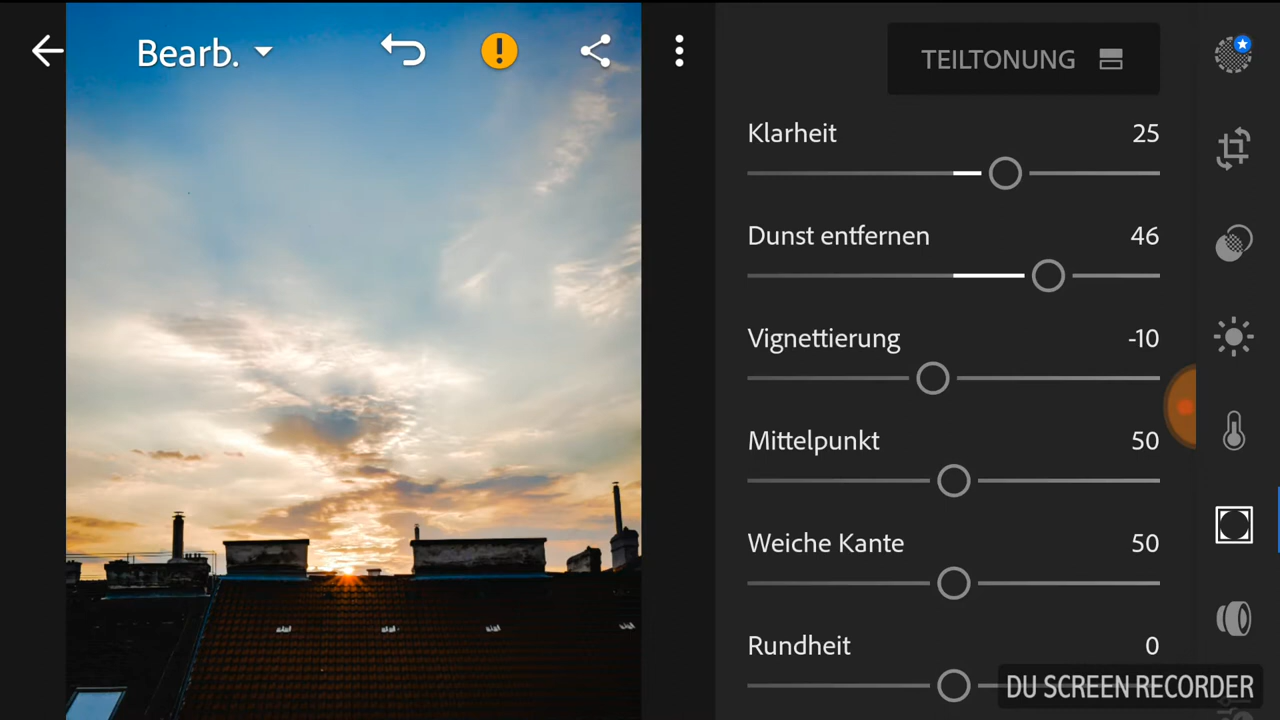 Bearb.
TEILTONUNG
Klarheit 25
Dunst entfernen 46
Vignettierung -10
Mittelpunkt 50
Weiche Kante 50
Rundheit 0
DU SCREEN RECORDER